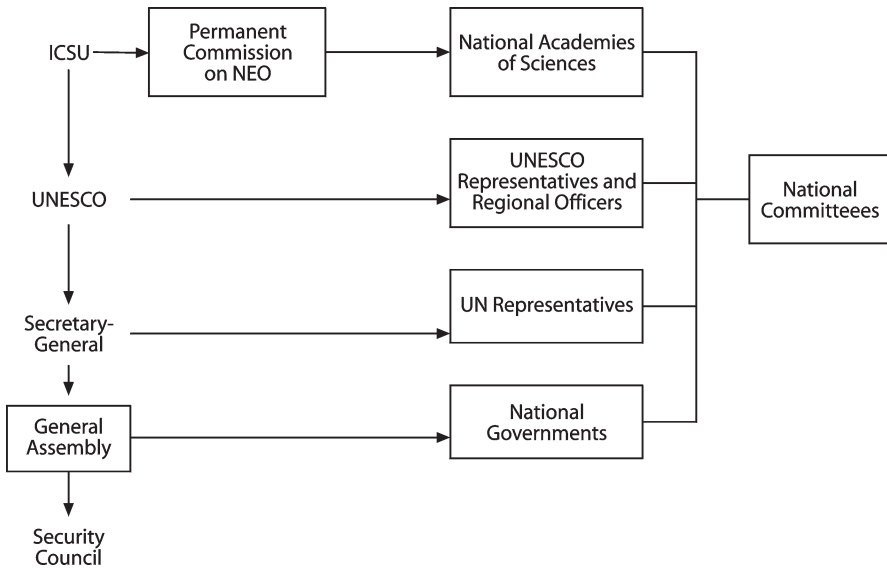 ICSU
Permanent
Commission
on NEO
National Academies
of Sciences
UNESCO
UNESCO
Representatives and
Regional Officers
National
Committeees
Secretary-
General
UN Representatives
General
Assembly
National
Governments
Security
Council